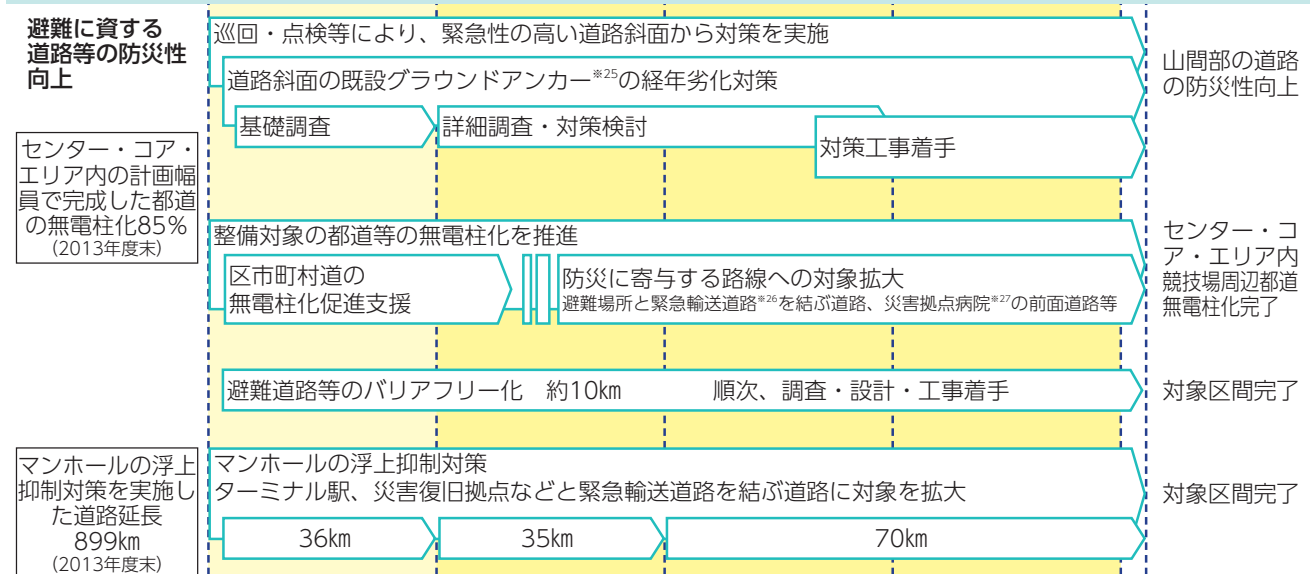 避難に資する
道路等の防災性
向上
巡回・点検等により、緊急性の高い道路斜面から対策を実施
道路斜面の既設グラウンドアンカー※25の経年劣化対策
基礎調査
詳細調査・対策検討
対策工事着手
山間部の道路
の防災性向上
センター・コア・
エリア内の計画幅
員で完成した都道
の無電柱化85%
(2013年度末)
整備対象の都道等の無電柱化を推進
区市町村道の
無電柱化促進支援
防災に寄与する路線への対象拡大
避難場所と緊急輸送道路※26を結ぶ道路、災害拠点病院※27の前面道路等
センター・コ
ア・エリア内
競技場周辺都道
無電柱化完了
避難道路等のバリアフリー化 約10km 順次、調査・設計・工事着手
対象区間完了
マンホールの浮上
抑制対策を実施し
た道路延長
899km
(2013年度末)
マンホールの浮上抑制対策
ターミナル駅、災害復旧拠点などと緊急輸送道路を結ぶ道路に対象を拡大
36km
35km
70km
対象区間完了